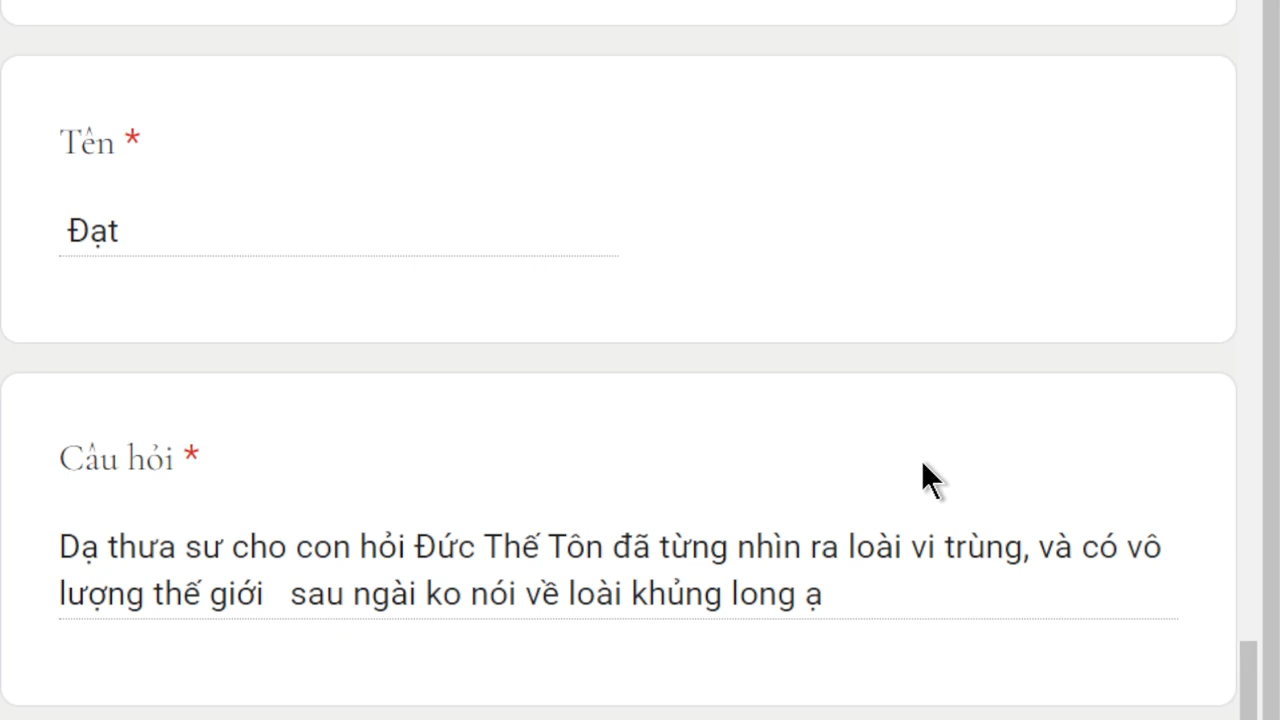 Tên *
Đạt
Câu hỏi *
Dạ thưa sư cho con hỏi Đức Thế Tôn đã từng nhìn ra loài vi trùng, và có vô
lượng thế giới   sau ngài ko nói về loài khủng long ạ